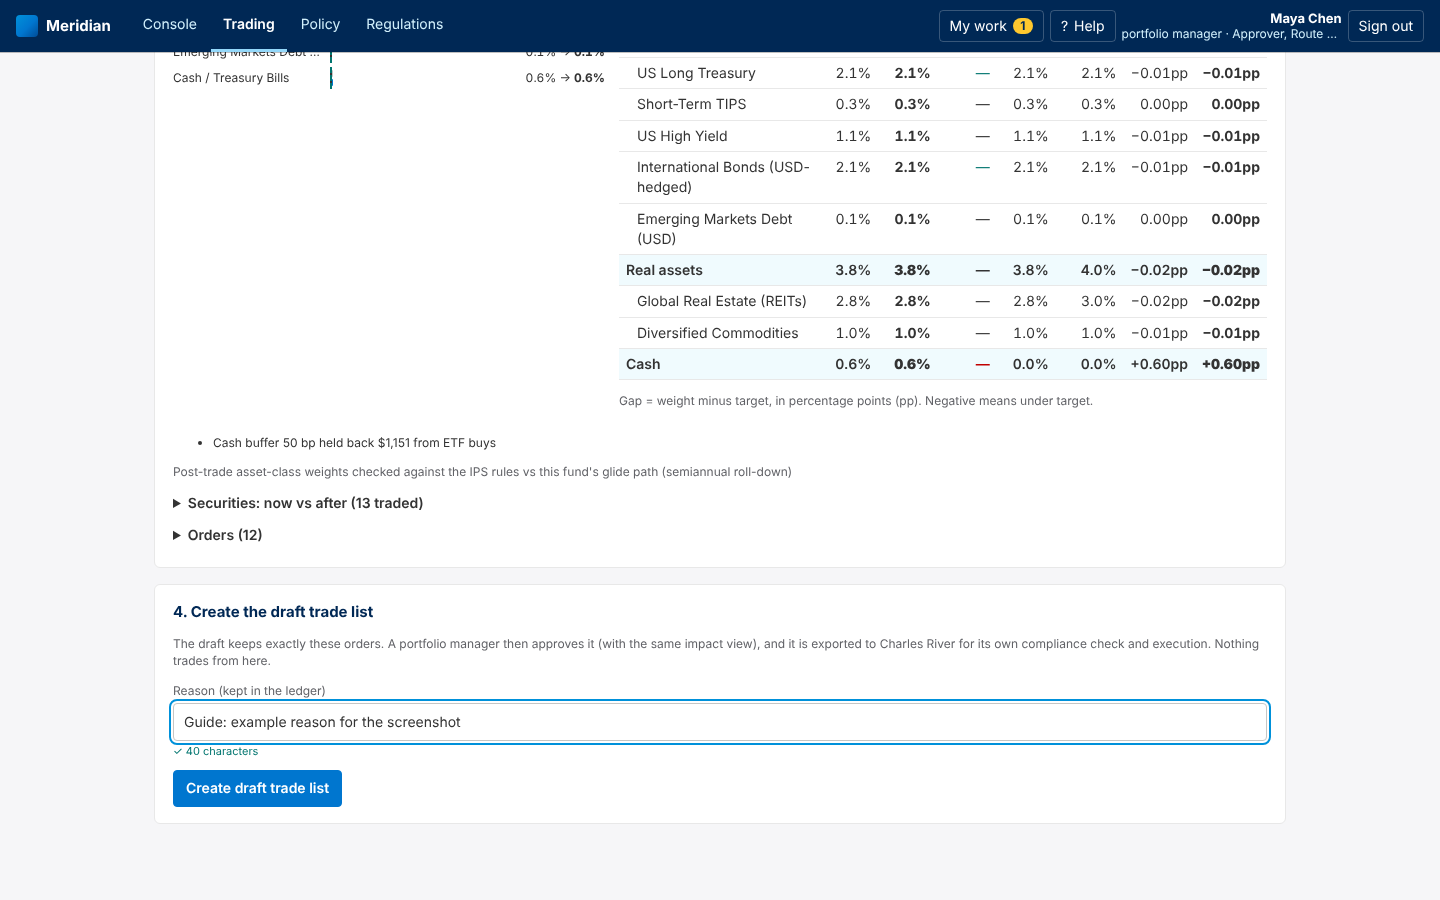 Meridian
Console
Trading
Policy
Regulations
My work 1
? Help
Maya Chen
portfolio manager · Approver, Route ...
Sign out
Emerging Markets Debt ... 0.1% → 0.1%
Cash / Treasury Bills 0.6% → 0.6%
US Long Treasury 2.1% 2.1% — 2.1% 2.1% −0.01pp −0.01pp
Short-Term TIPS 0.3% 0.3% — 0.3% 0.3% 0.00pp 0.00pp
US High Yield 1.1% 1.1% — 1.1% 1.1% −0.01pp −0.01pp
International Bonds (USD- 2.1% 2.1% — 2.1% 2.1% −0.01pp −0.01pp
hedged)
Emerging Markets Debt 0.1% 0.1% — 0.1% 0.1% 0.00pp 0.00pp
(USD)
Real assets 3.8% 3.8% — 3.8% 4.0% −0.02pp −0.02pp
Global Real Estate (REITs) 2.8% 2.8% — 2.8% 3.0% −0.02pp −0.02pp
Diversified Commodities 1.0% 1.0% — 1.0% 1.0% −0.01pp −0.01pp
Cash 0.6% 0.6% — 0.0% 0.0% +0.60pp +0.60pp
Gap = weight minus target, in percentage points (pp). Negative means under target.
• Cash buffer 50 bp held back $1,151 from ETF buys
Post-trade asset-class weights checked against the IPS rules vs this fund's glide path (semiannual roll-down)
▶ Securities: now vs after (13 traded)
▶ Orders (12)
4. Create the draft trade list
The draft keeps exactly these orders. A portfolio manager then approves it (with the same impact view), and it is exported to Charles River for its own compliance check and execution. Nothing
trades from here.
Reason (kept in the ledger)
Guide: example reason for the screenshot
✓ 40 characters
Create draft trade list